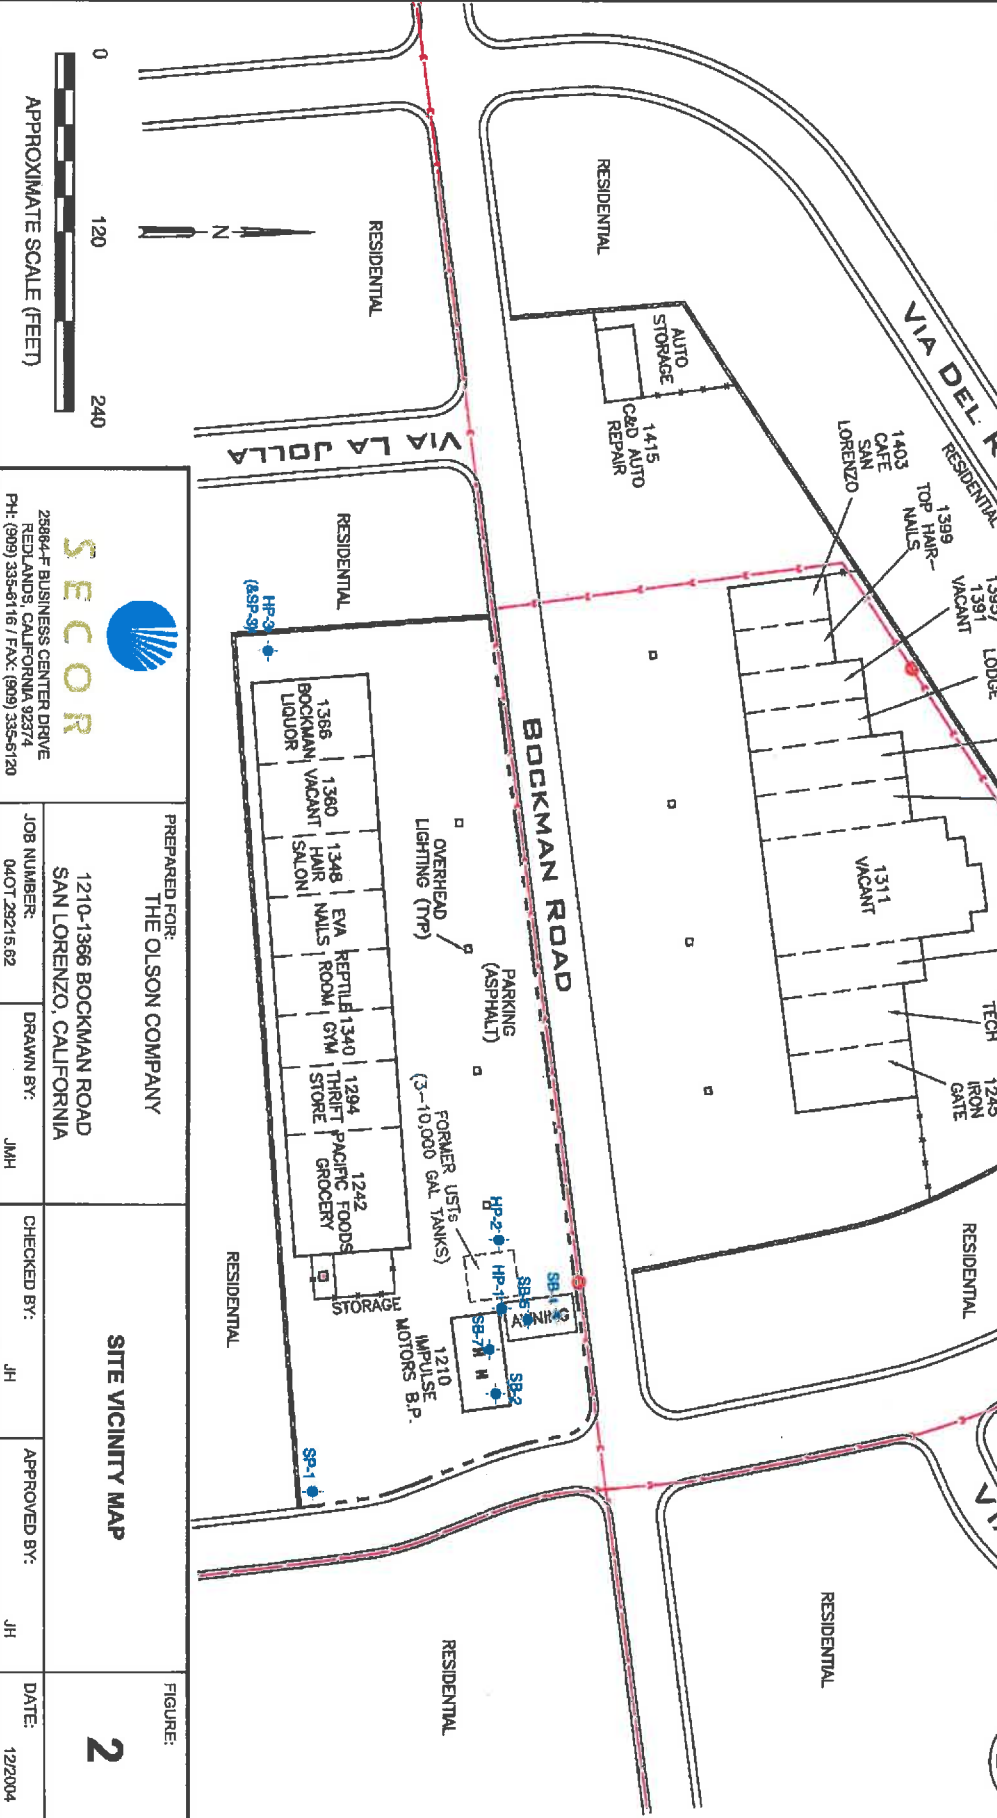 VIA DEL R
RESIDENTIAL
RESIDENTIAL
AUTO
STORAGE
1415
C&D AUTO
REPAIR
1403
CAFE
SAN
LORENZO
1399
TOP HAIR-
NAILS
1391
VACANT
LODGE
1311
VACANT
TECH
1245
IRON
GATE
RESIDENTIAL
BOCKMAN ROAD
RESIDENTIAL
VIA LA JOLLA
RESIDENTIAL
HP-3
(&SP-3)
1366
BOCKMAN
LIQUOR
1360
VACANT
1348
HAIR
SALON
EVA
NAILS
REPTILE
ROOM
1340
GYM
1294
THRIFT
STORE
1242
PACIFIC FOODS
GROCERY
STORAGE
OVERHEAD
LIGHTING (TYP)
PARKING
(ASPHALT)
FORMER USTs
(3-10,000 GAL TANKS)
HP-2
HP-1
SB-5
SB-4
AWNING
SB-7
SB-2
1210
IMPULSE
MOTORS B.P.
SP-1
RESIDENTIAL
RESIDENTIAL
RESIDENTIAL
VIA
N
0 120 240
APPROXIMATE SCALE (FEET)
SECOR
25864-F BUSINESS CENTER DRIVE
REDLANDS, CALIFORNIA 92374
PH: (909) 335-6116 / FAX: (909) 335-6120
PREPARED FOR:
THE OLSON COMPANY
1210-1366 BOCKMAN ROAD
SAN LORENZO, CALIFORNIA
JOB NUMBER:
04OT.29215.62
DRAWN BY:
JMH
CHECKED BY:
JH
APPROVED BY:
JH
SITE VICINITY MAP
FIGURE:
2
DATE:
12/2004